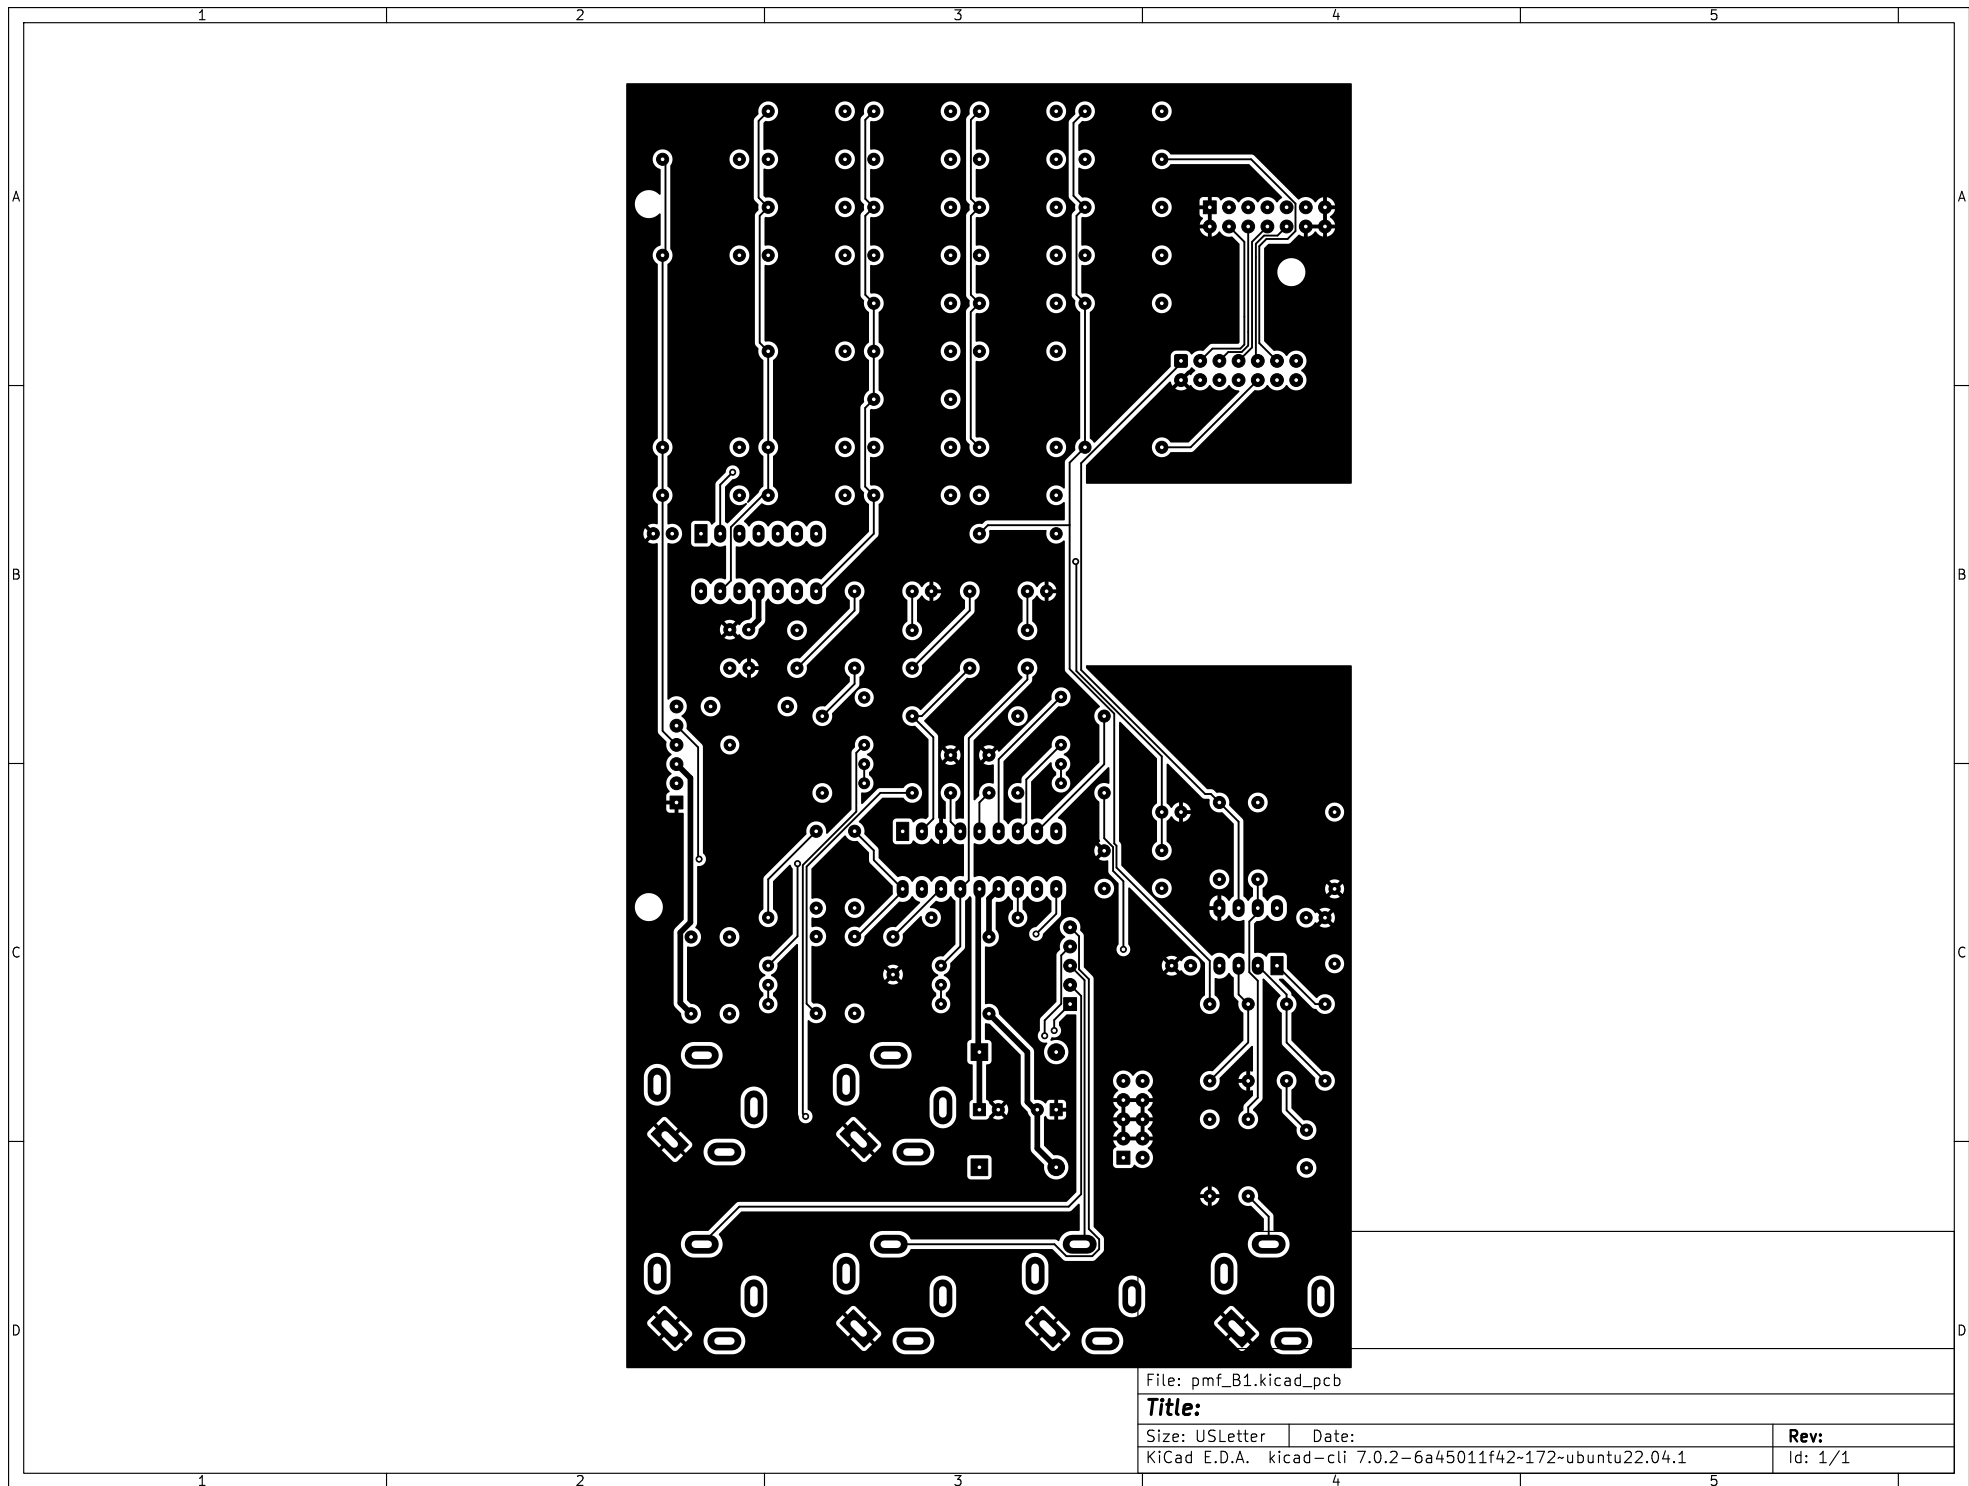 1 2 3 4 5
A A
B B
C C
D D
File: pmf_B1.kicad_pcb
Title:
Size: USLetter Date: Rev:
KiCad E.D.A. kicad-cli 7.0.2-6a45011f42~172~ubuntu22.04.1 Id: 1/1
1 2 3 4 5